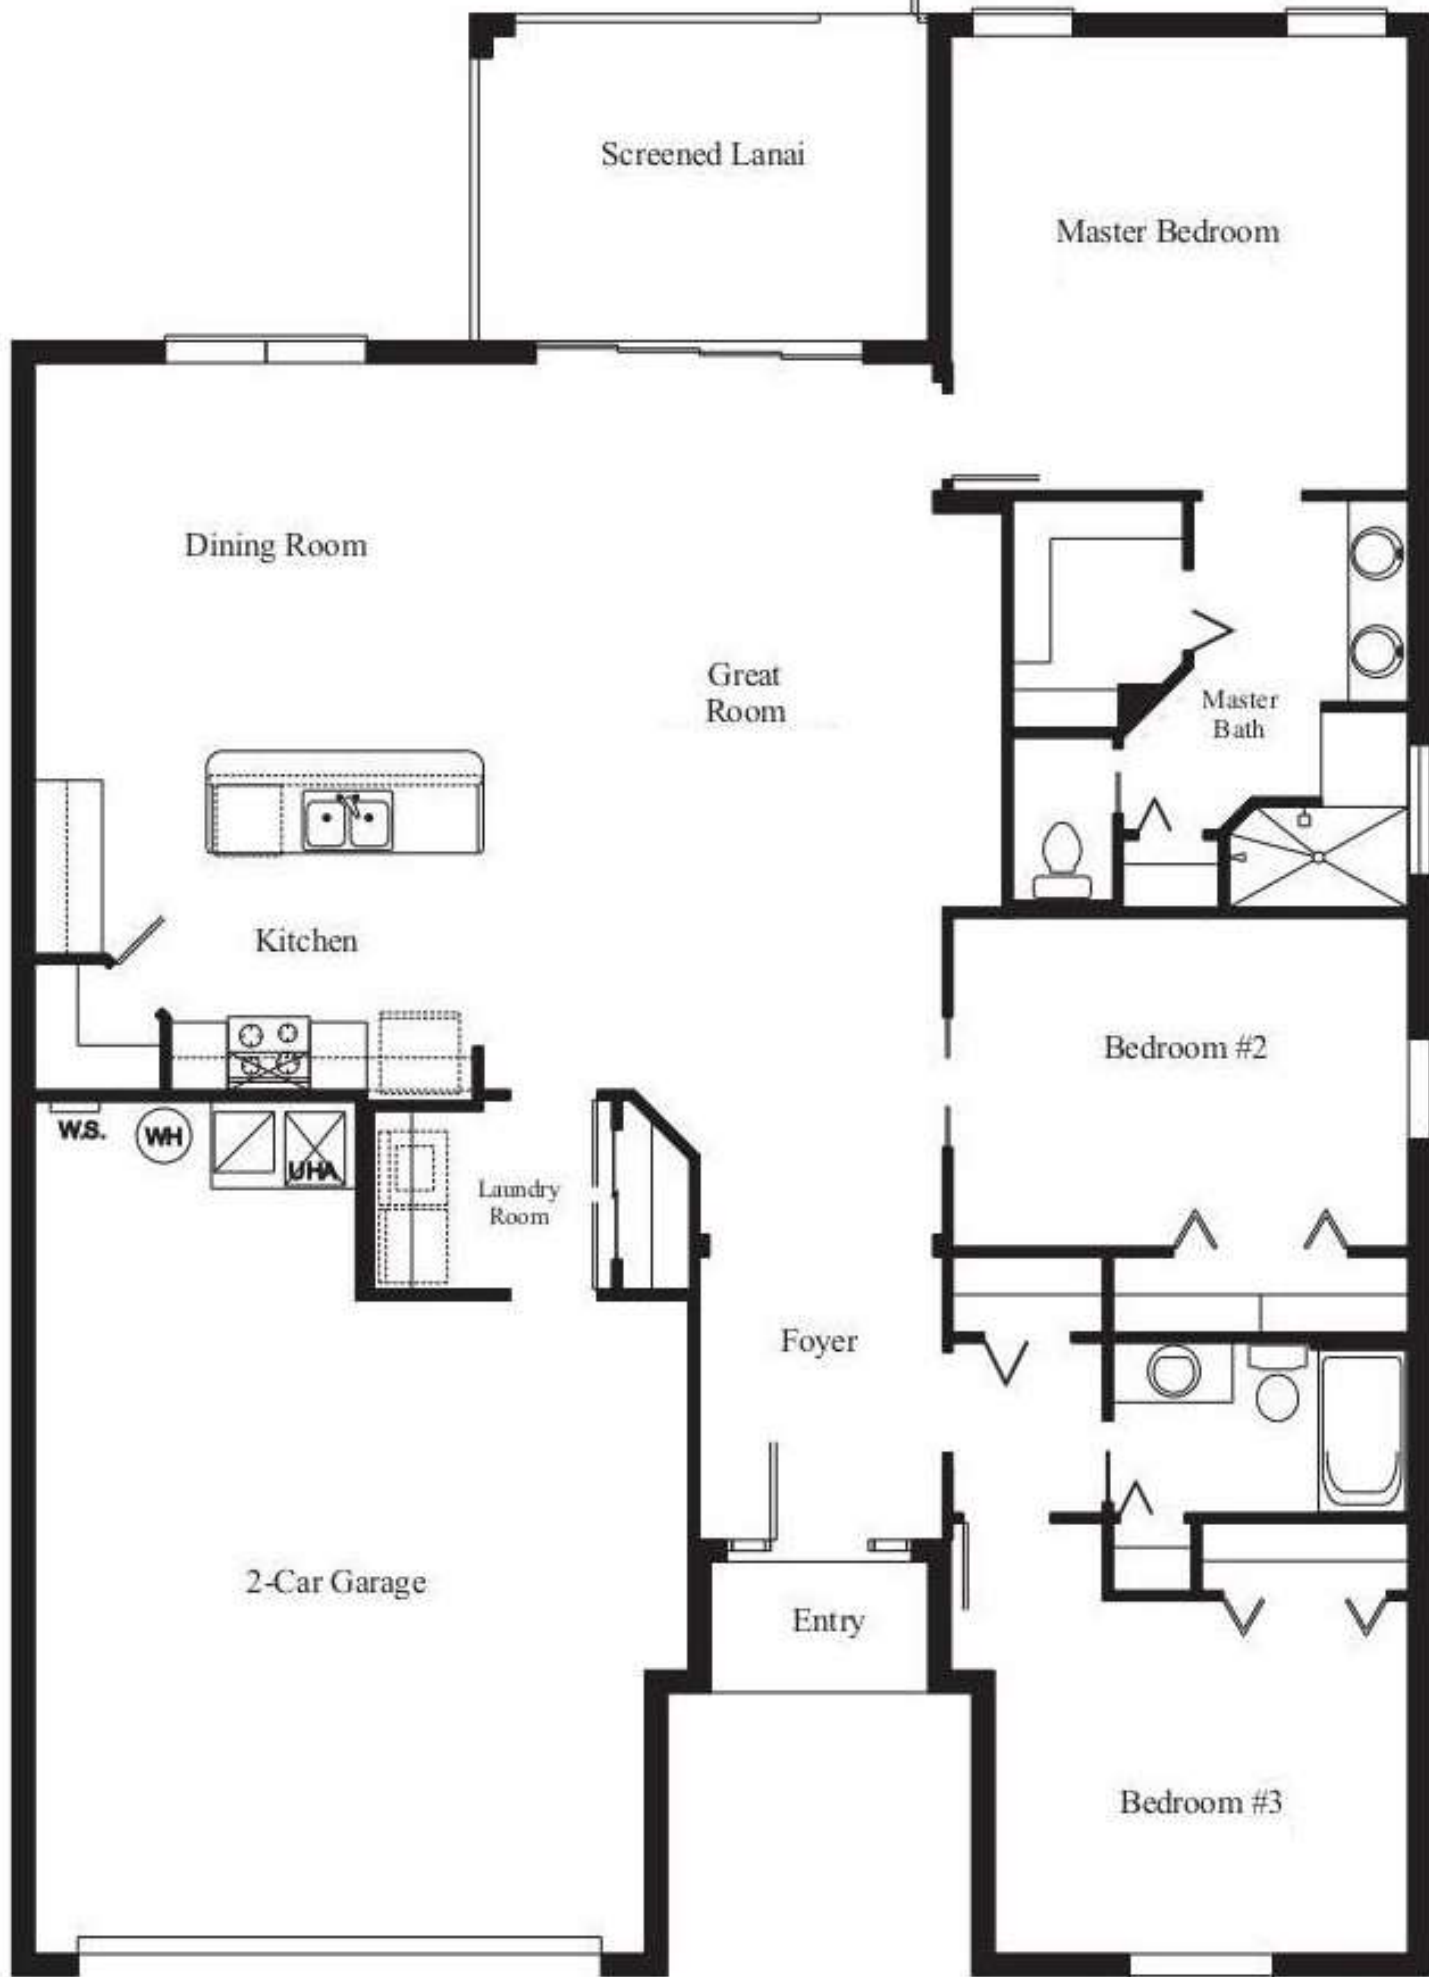 Screened Lanai
Master Bedroom
Dining Room
Great
Room
Master
Bath
Kitchen
Bedroom #2
W.S.
WH
UHA
Laundry
Room
Foyer
2-Car Garage
Entry
Bedroom #3